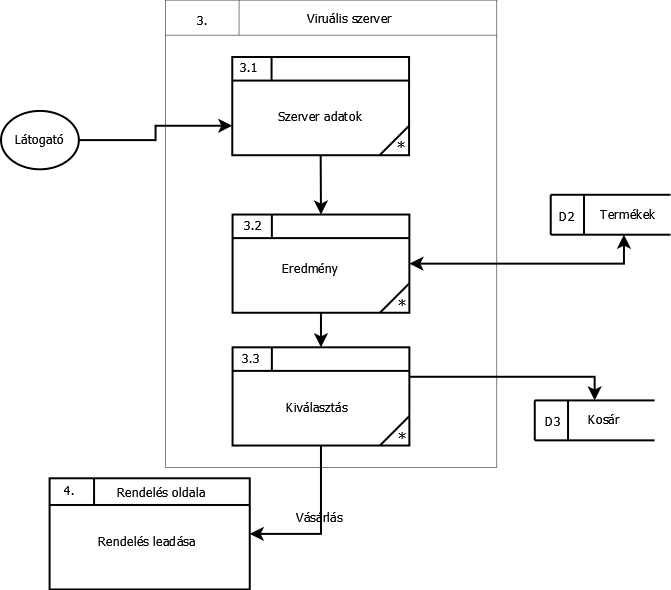 3. Viruális szerver
3.1
Szerver adatok
*
Látogató
3.2
Eredmény
*
D2 Termékek
3.3
Kiválasztás
*
D3 Kosár
4. Rendelés oldala
Vásárlás
Rendelés leadása